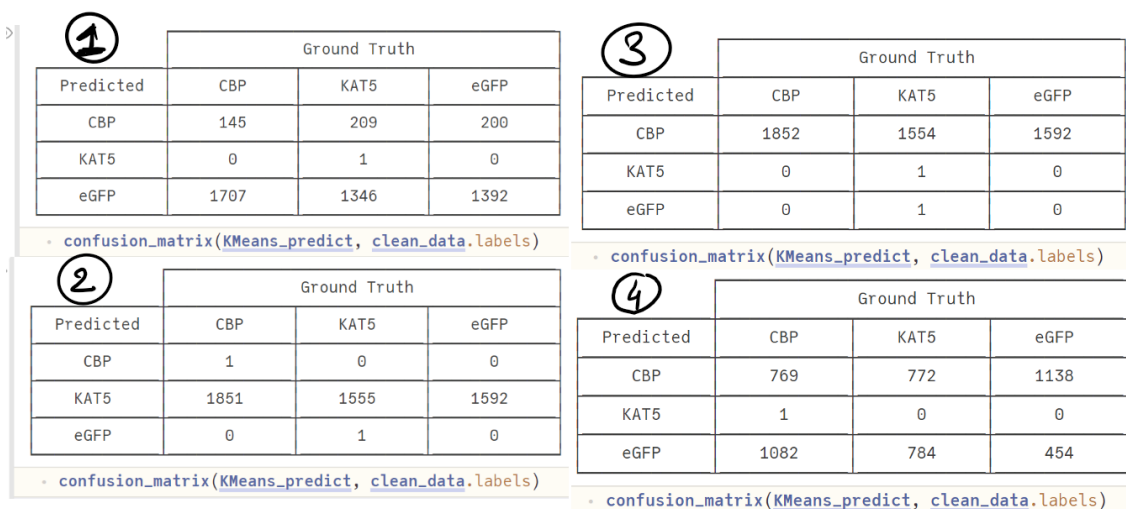 1
Ground Truth
Predicted CBP KAT5 eGFP
CBP 145 209 200
KAT5 0 1 0
eGFP 1707 1346 1392
confusion_matrix(KMeans_predict, clean_data.labels)
2
Ground Truth
Predicted CBP KAT5 eGFP
CBP 1 0 0
KAT5 1851 1555 1592
eGFP 0 1 0
confusion_matrix(KMeans_predict, clean_data.labels)
3
Ground Truth
Predicted CBP KAT5 eGFP
CBP 1852 1554 1592
KAT5 0 1 0
eGFP 0 1 0
confusion_matrix(KMeans_predict, clean_data.labels)
4
Ground Truth
Predicted CBP KAT5 eGFP
CBP 769 772 1138
KAT5 1 0 0
eGFP 1082 784 454
confusion_matrix(KMeans_predict, clean_data.labels)